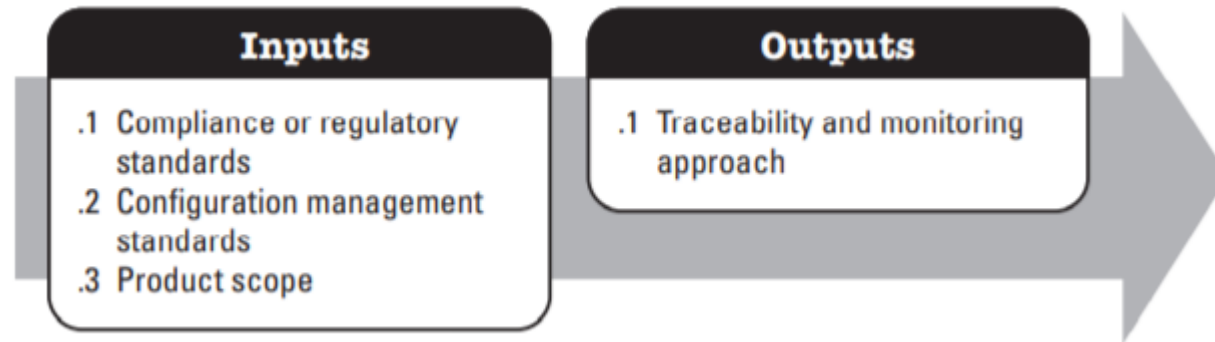 Inputs
.1 Compliance or regulatory
standards
.2 Configuration management
standards
.3 Product scope
Outputs
.1 Traceability and monitoring
approach